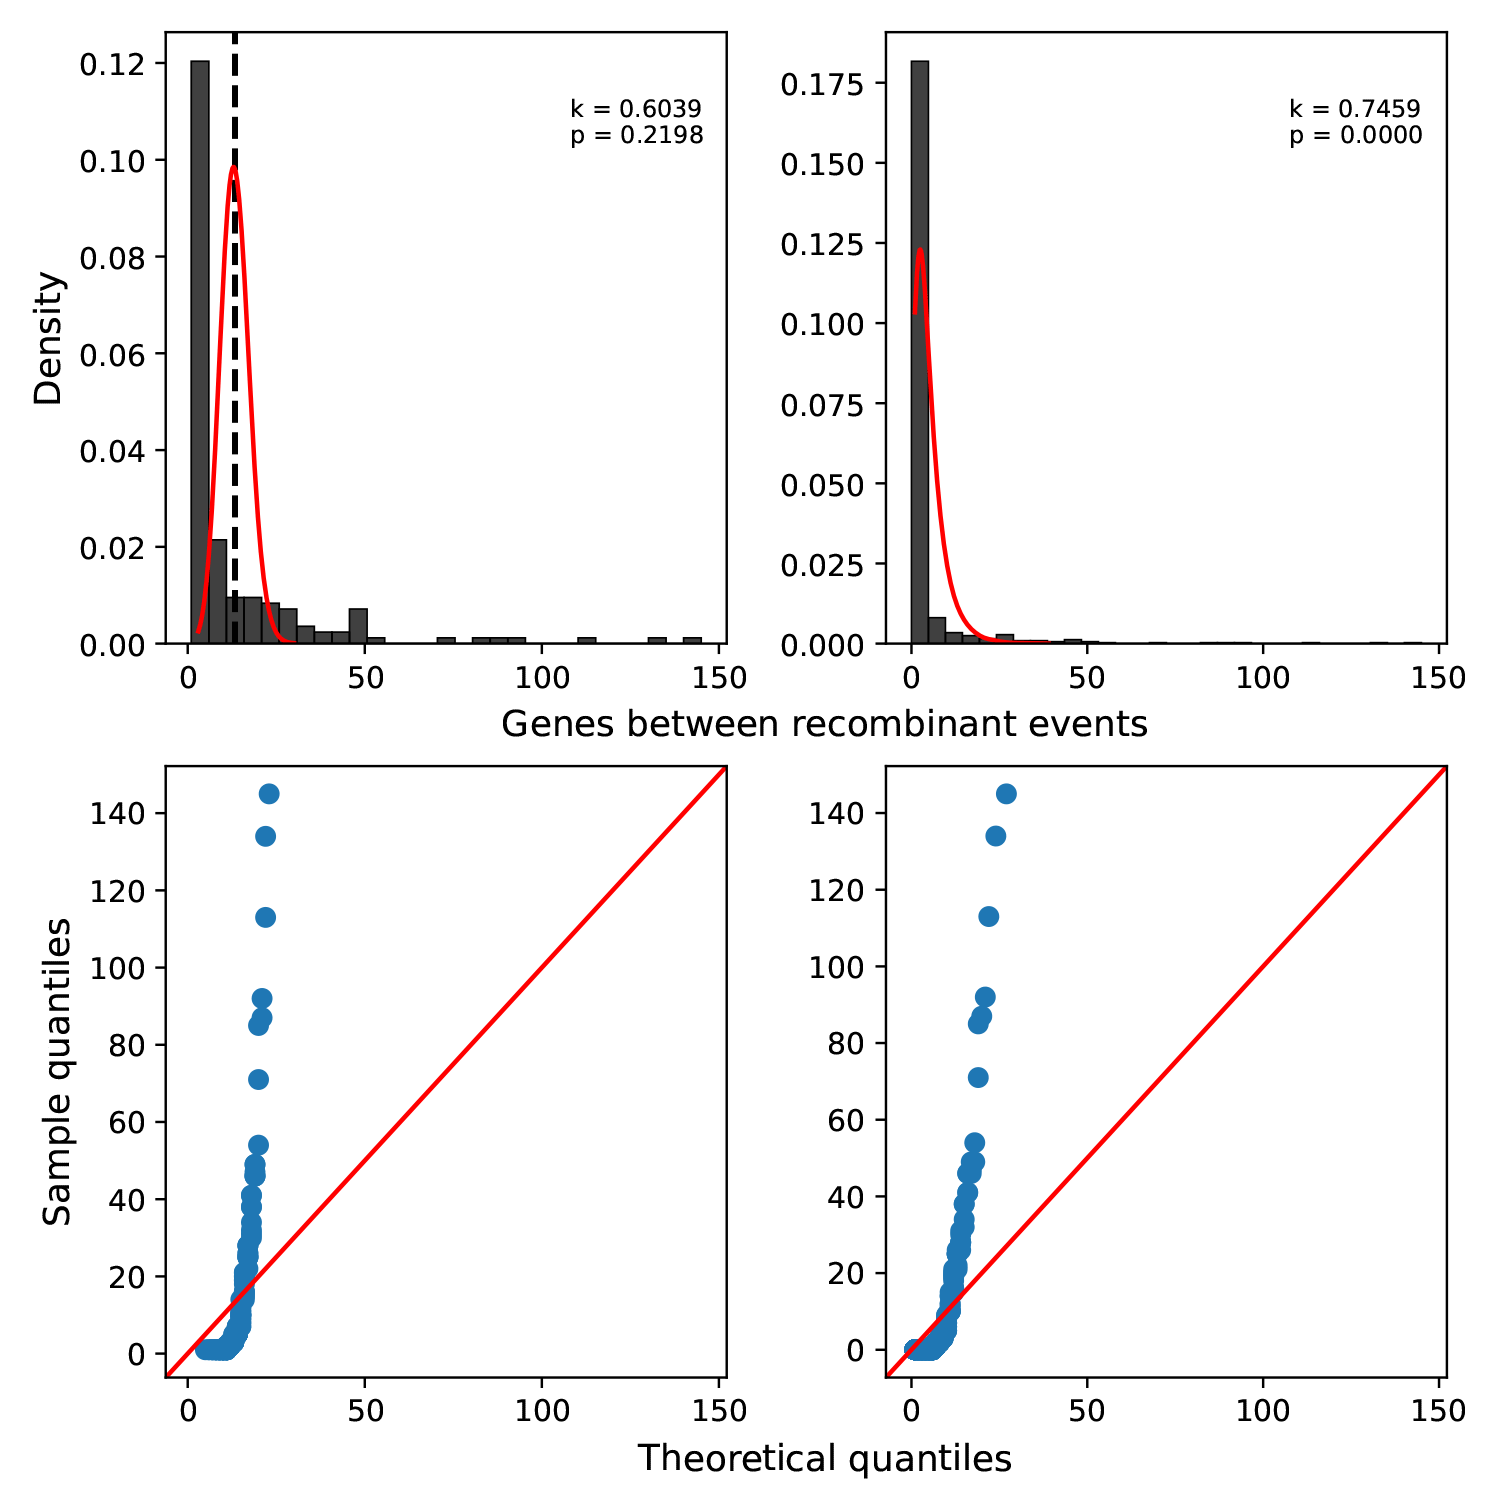 k = 0.6039
p = 0.2198
0.12
0.10
0.08
0.06
0.04
0.02
0.00
Density
0 50 100 150
k = 0.7459
p = 0.0000
0.175
0.150
0.125
0.100
0.075
0.050
0.025
0.000
0 50 100 150
Genes between recombinant events
140
120
100
80
60
40
20
0
Sample quantiles
0 50 100 150
140
120
100
80
60
40
20
0
0 50 100 150
Theoretical quantiles